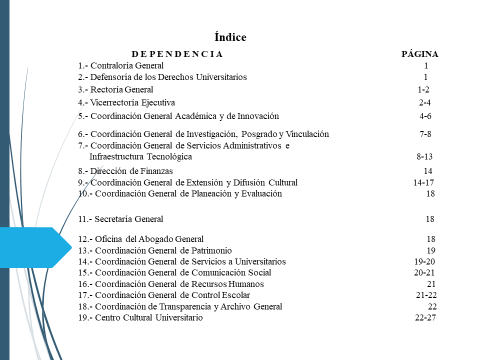 Índice
D E P E N D E N C I A PÁGINA
1.- Contraloría General 1
2.- Defensoría de los Derechos Universitarios 1
3.- Rectoría General 1-2
4.- Vicerrectoría Ejecutiva 2-4
5.- Coordinación General Académica y de Innovación 4-6
6.- Coordinación General de Investigación, Posgrado y Vinculación 7-8
7.- Coordinación General de Servicios Administrativos e
Infraestructura Tecnológica 8-13
8.- Dirección de Finanzas 14
9.- Coordinación General de Extensión y Difusión Cultural 14-17
10.- Coordinación General de Planeación y Evaluación 18
11.- Secretaría General 18
12.- Oficina del Abogado General 18
13.- Coordinación General de Patrimonio 19
14.- Coordinación General de Servicios a Universitarios 19-20
15.- Coordinación General de Comunicación Social 20-21
16.- Coordinación General de Recursos Humanos 21
17.- Coordinación General de Control Escolar 21-22
18.- Coordinación de Transparencia y Archivo General 22
19.- Centro Cultural Universitario 22-27